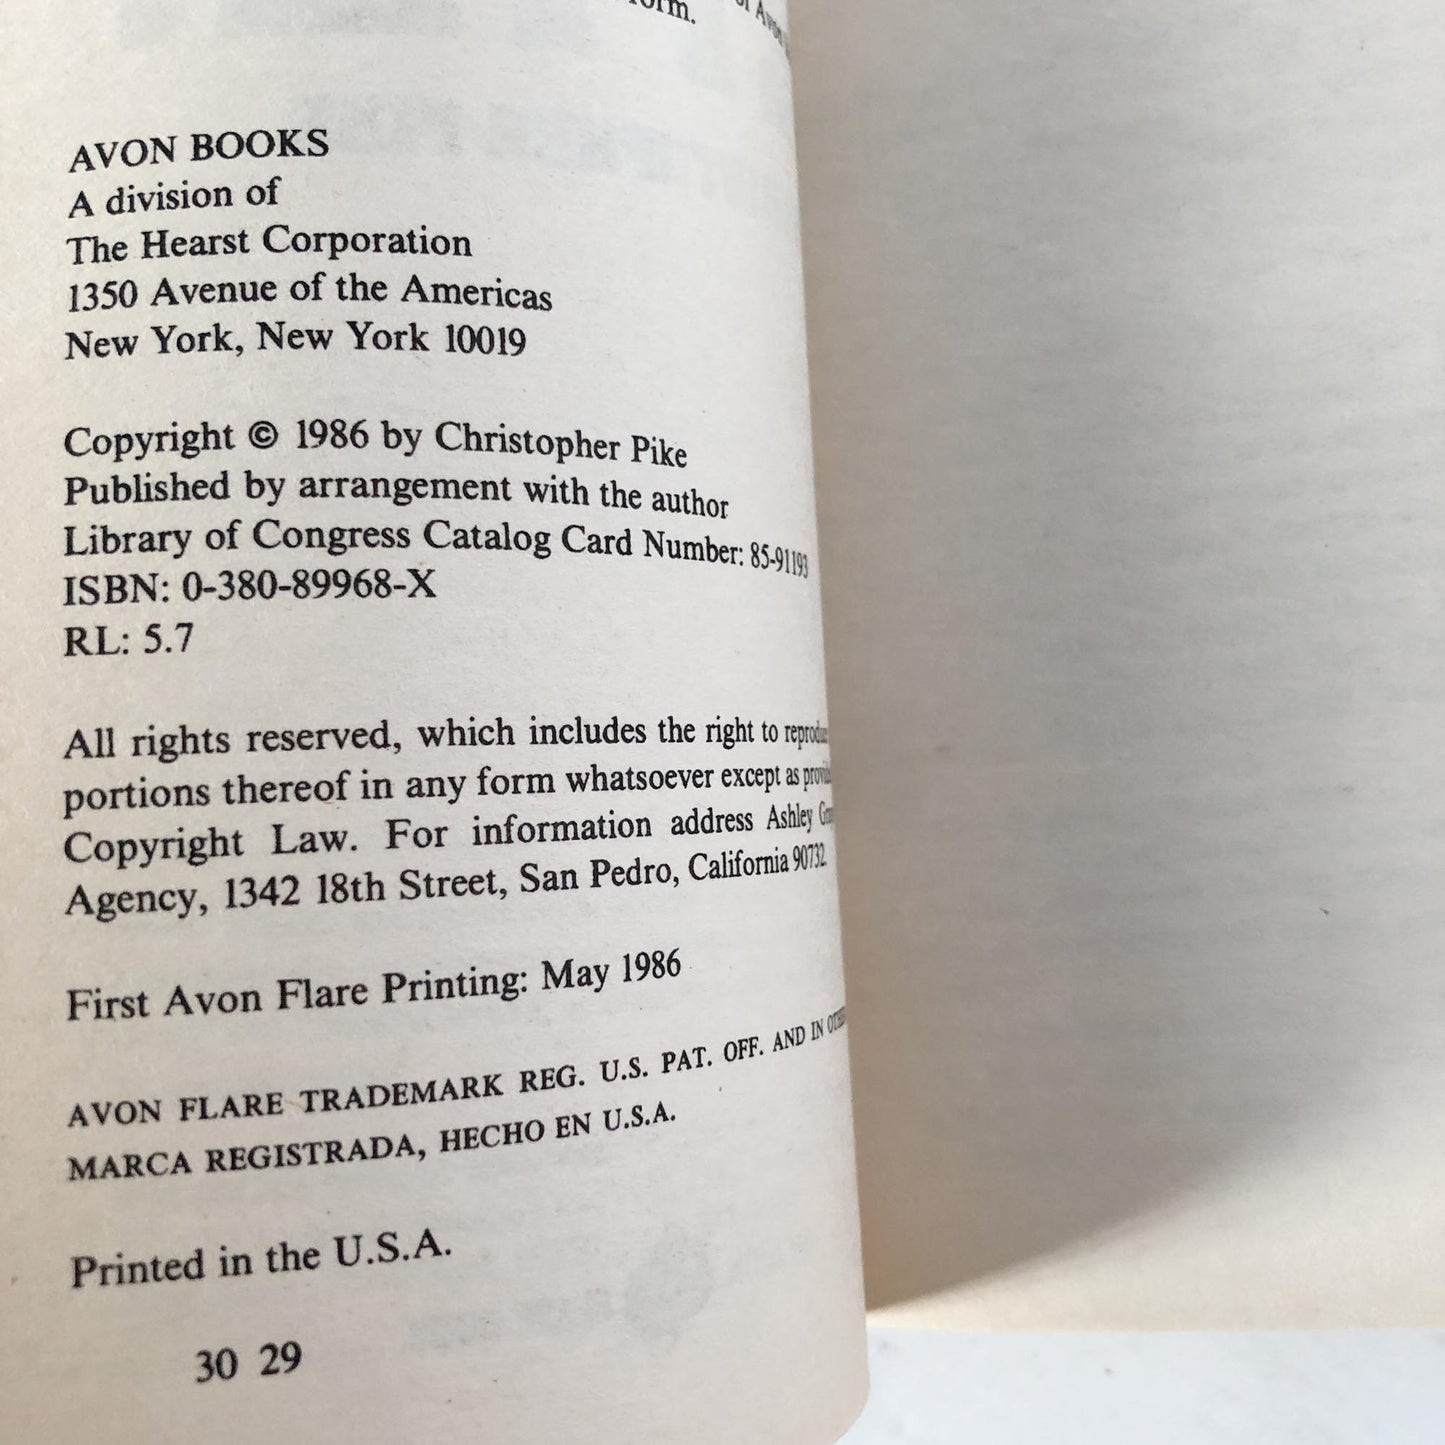 form.
AVON BOOKS
A division of
The Hearst Corporation
1350 Avenue of the Americas
New York, New York 10019
Copyright © 1986 by Christopher Pike
Published by arrangement with the author
Library of Congress Catalog Card Number: 85-91193
ISBN: 0-380-89968-X
RL: 5.7
All rights reserved, which includes the right to
portions thereof in any form whatsoever except as
Copyright Law. For information address Ashley
Agency, 1342 18th Street, San Pedro, California 90732.
First Avon Flare Printing: May 1986
AVON FLARE TRADEMARK REG. U.S. PAT. OFF. AND IN
MARCA REGISTRADA, HECHO EN U.S.A.
Printed in the U.S.A.
30 29